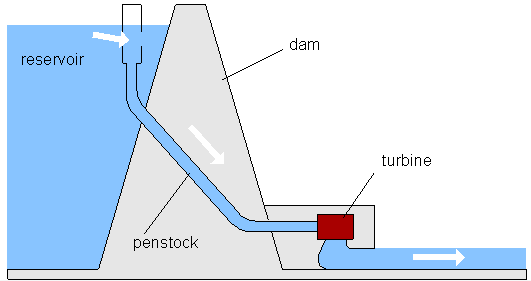 dam
reservoir
turbine
penstock